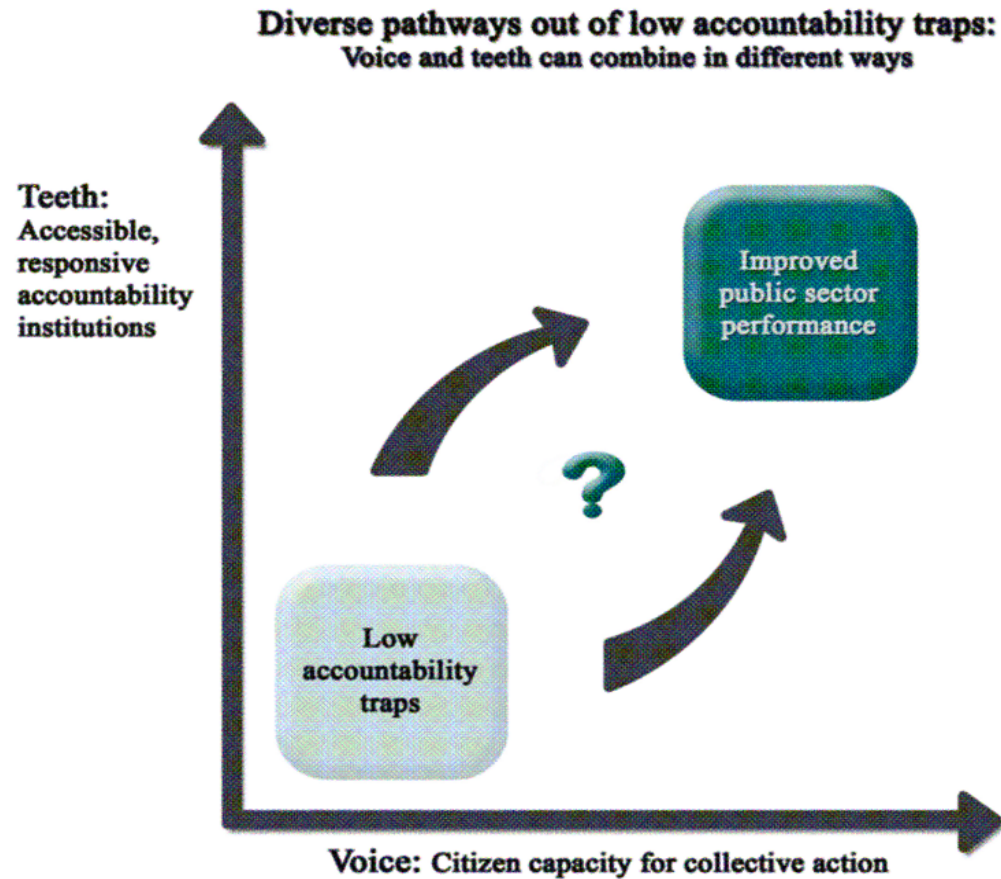 Diverse pathways out of low accountability traps:
Voice and teeth can combine in different ways
Teeth:
Accessible,
responsive
accountability
institutions
Improved
public sector
performance
?
Low
accountability
traps
Voice: Citizen capacity for collective action